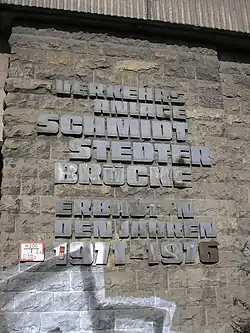 VERKEHRS
ANLAGE
SCHMIDT
STEDTER
BRÜCKE
ERBAUT IN
DEN JAHREN
1971-1976